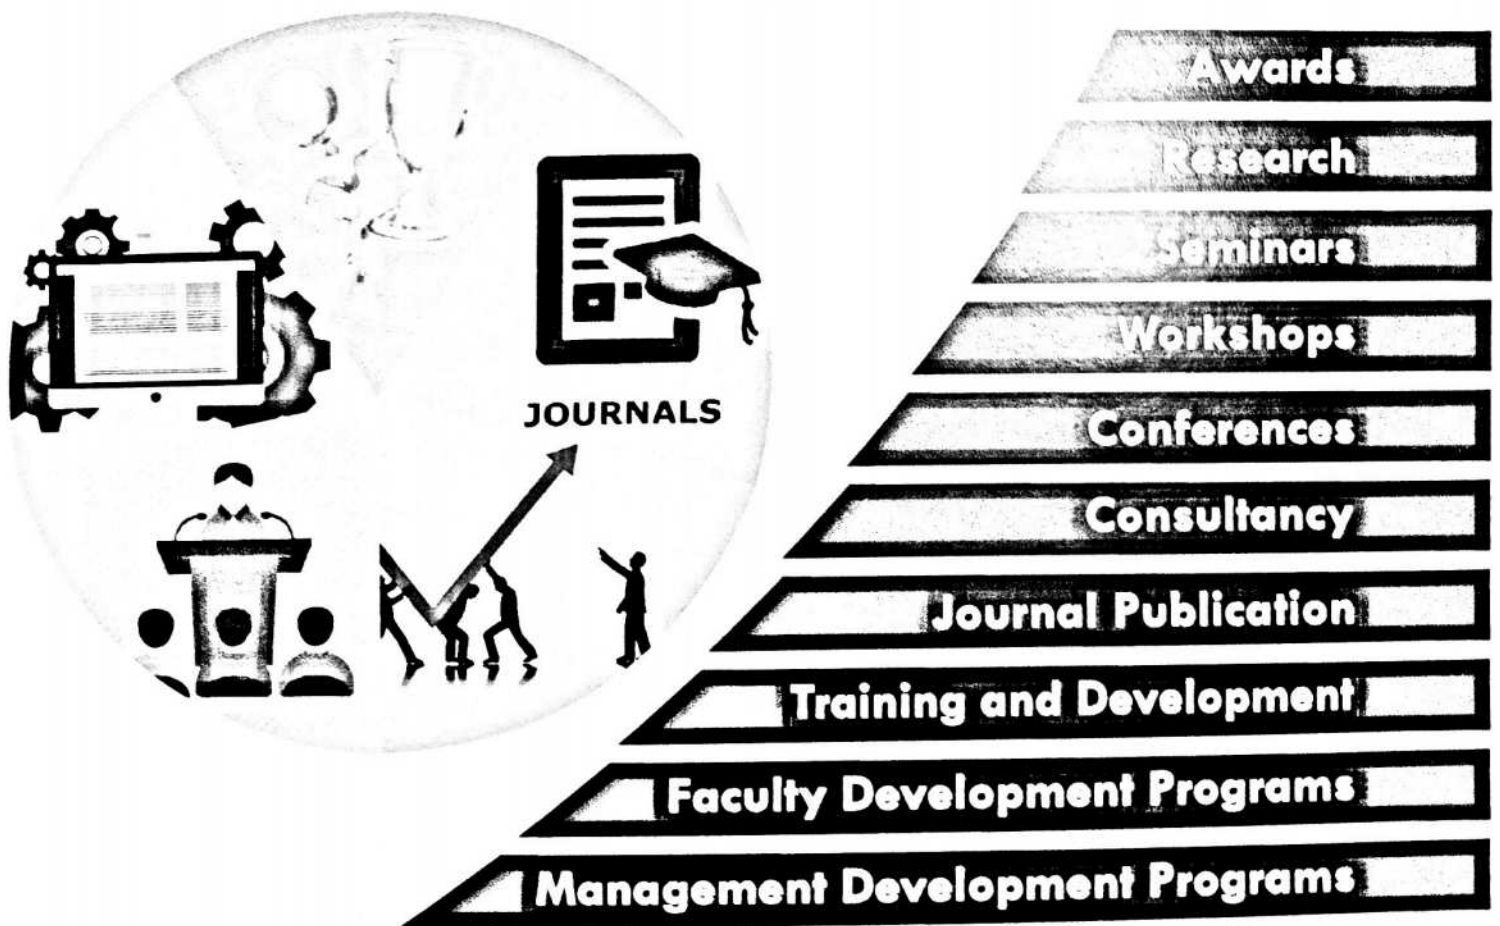 JOURNALS
Awards
Research
Seminars
Workshops
Conferences
Consultancy
Journal Publication
Training and Development
Faculty Development Programs
Management Development Programs